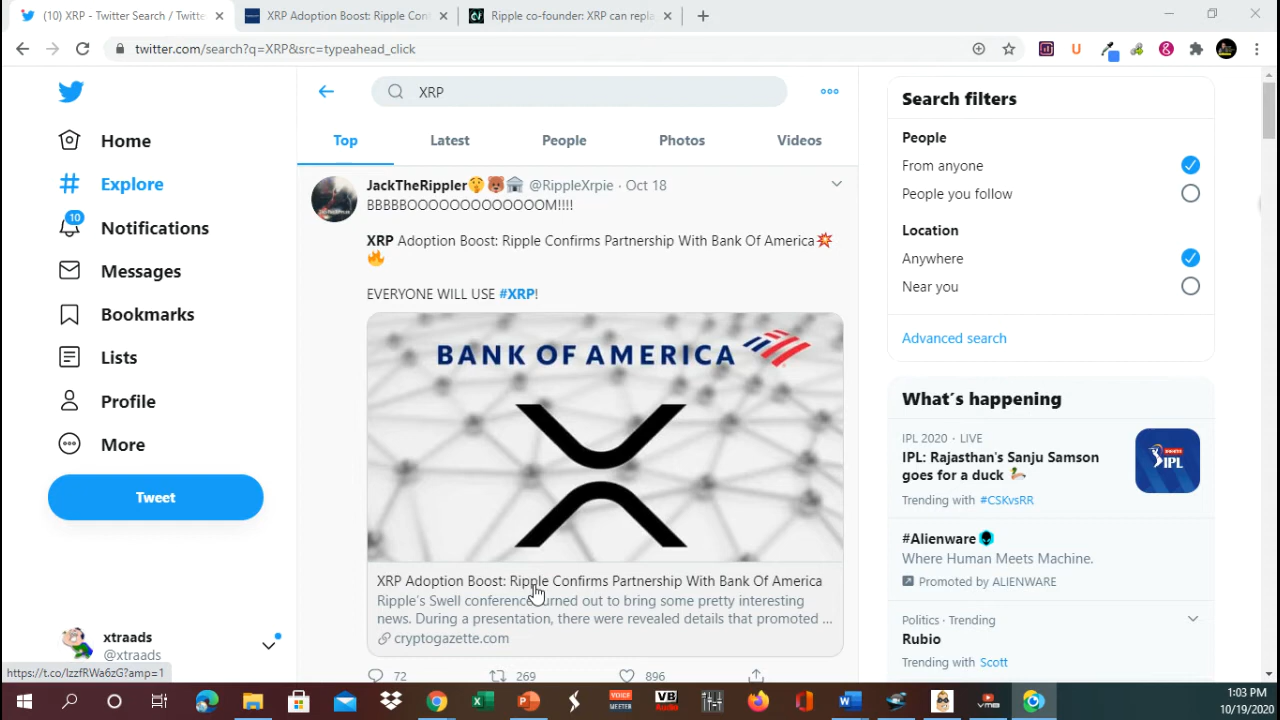 (10) XRP - Twitter Search / Twitte
XRP Adoption Boost: Ripple Conf
Ripple co-founder: XRP can repla
twitter.com/search?q=XRP&src=typeahead_click
XRP
Top
Latest
People
Photos
Videos
Home
Explore
10
Notifications
Messages
Bookmarks
Lists
Profile
More
Tweet
xtraads
@xtraads
https://t.co/IzzfRWa6zG?amp=1
JackTheRippler @RippleXrpie · Oct 18
BBBBBOOOOOOOOOOOOOM!!!!
XRP Adoption Boost: Ripple Confirms Partnership With Bank Of America
EVERYONE WILL USE #XRP!
BANK OF AMERICA
XRP Adoption Boost: Ripple Confirms Partnership With Bank Of America
Ripple's Swell conference turned out to bring some pretty interesting
news. During a presentation, there were revealed details that promoted ...
cryptogazette.com
72
269
896
Search filters
People
From anyone
People you follow
Location
Anywhere
Near you
Advanced search
What's happening
IPL 2020 · LIVE
IPL: Rajasthan's Sanju Samson
goes for a duck
Trending with #CSKvsRR
IPL
#Alienware
Where Human Meets Machine.
Promoted by ALIENWARE
Politics · Trending
Rubio
Trending with Scott
VOICE
MEETER
VB
Audio
1:03 PM
10/19/2020